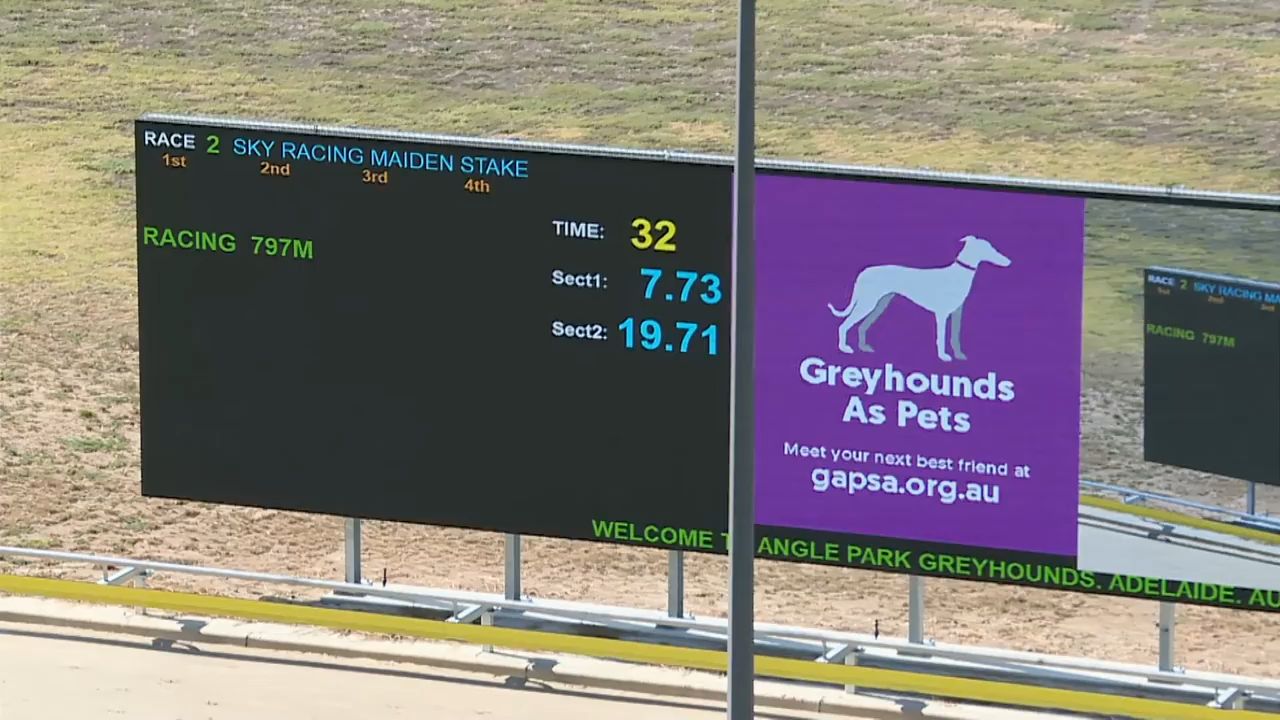 RACE 2 SKY RACING MAIDEN STAKE
1st 2nd 3rd 4th
RACING 797M
TIME: 32
Sect1: 7.73
Sect2: 19.71
Greyhounds
As Pets
Meet your next best friend at
gapsa.org.au
WELCOME ANGLE PARK GREYHOUNDS. ADELAIDE.
RACE 2 SKY RACING
1st 2nd 3rd
RACING 797M